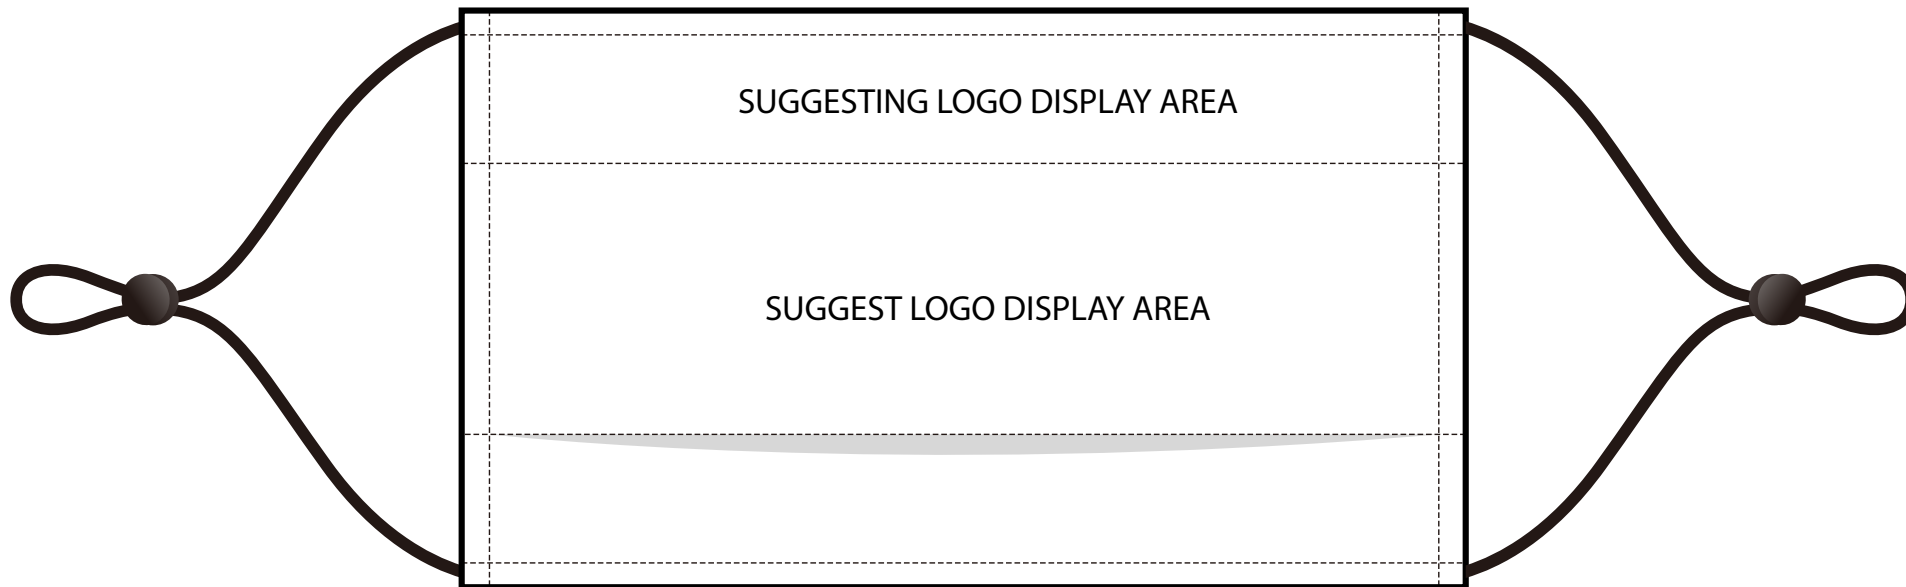 SUGGESTING LOGO DISPLAY AREA
SUGGEST LOGO DISPLAY AREA